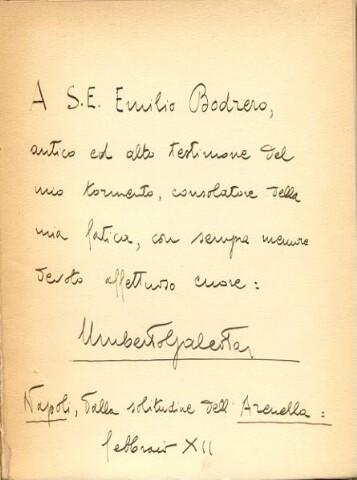 A S.E. Emilio Bodrero,
antico ed alto testimone del
mio tormento, consolatore della
mia fatica, con sempre memore
devoto affettuoso cuore:
Umberto Galeota
Napoli, dalla solitudine dell'Arenella:
febbraio XII